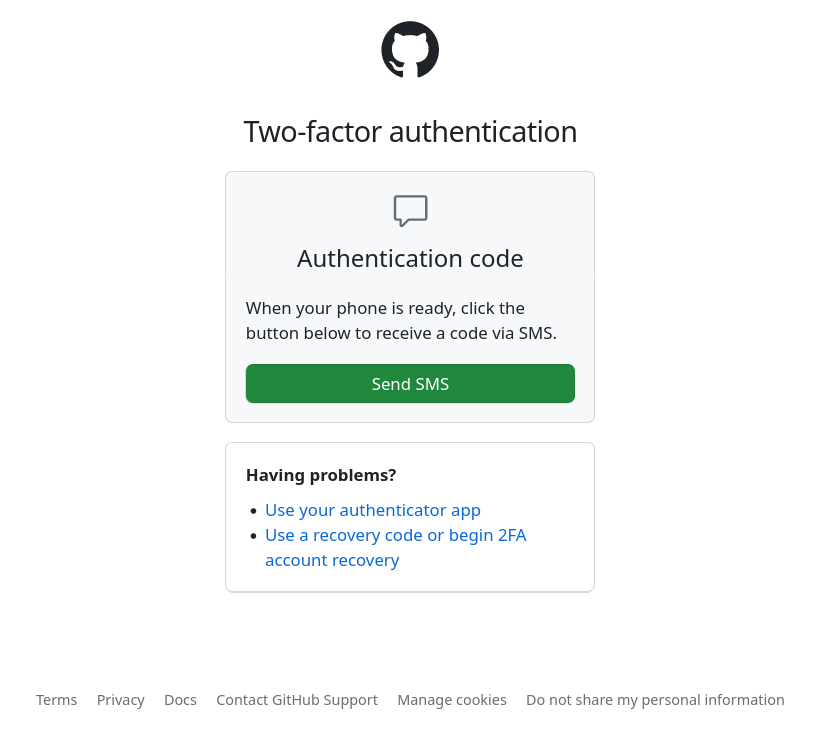 Two-factor authentication
Authentication code
When your phone is ready, click the
button below to receive a code via SMS.
Send SMS
Having problems?
Use your authenticator app
Use a recovery code or begin 2FA
account recovery
Terms Privacy Docs Contact GitHub Support Manage cookies Do not share my personal information